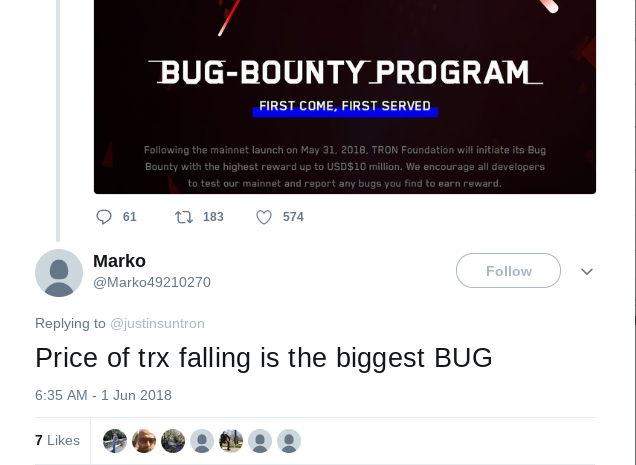 BUG-BOUNTY PROGRAM
FIRST COME, FIRST SERVED
Following the mainnet launch on May 31, 2018, TRON Foundation will initiate its Bug
Bounty with the highest reward up to USD$10 million. We encourage all developers
to test our mainnet and report any bugs you find to earn reward.
61 183 574
Marko
@Marko49210270
Follow
Replying to @justinsuntron
Price of trx falling is the biggest BUG
6:35 AM - 1 Jun 2018
7 Likes